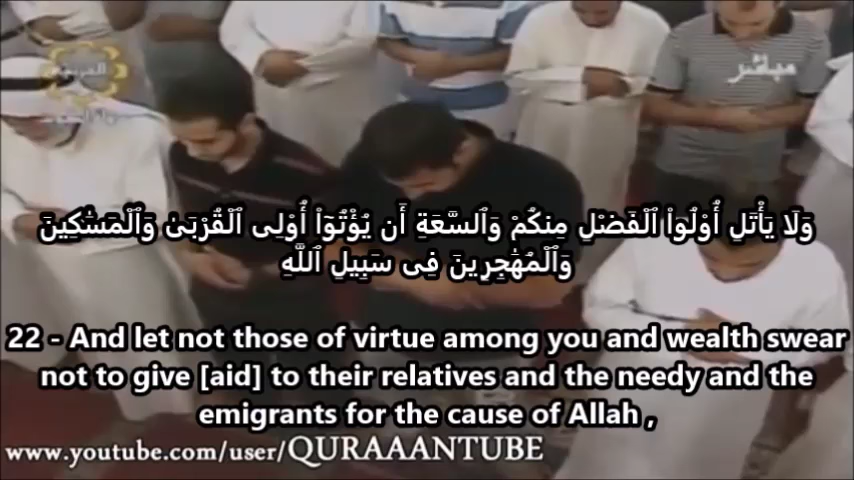 مباشر
وَلَا يَأْتَلِ أُو۟لُوا۟ ٱلْفَضْلِ مِنكُمْ وَٱلسَّعَةِ أَن يُؤْتُوٓا۟ أُو۟لِى ٱلْقُرْبَىٰ وَٱلْمَسَٰكِينَ
وَٱلْمُهَٰجِرِينَ فِى سَبِيلِ ٱللَّهِ
22 - And let not those of virtue among you and wealth swear
not to give [aid] to their relatives and the needy and the
emigrants for the cause of Allah ,
www.youtube.com/user/QURAAANTUBE